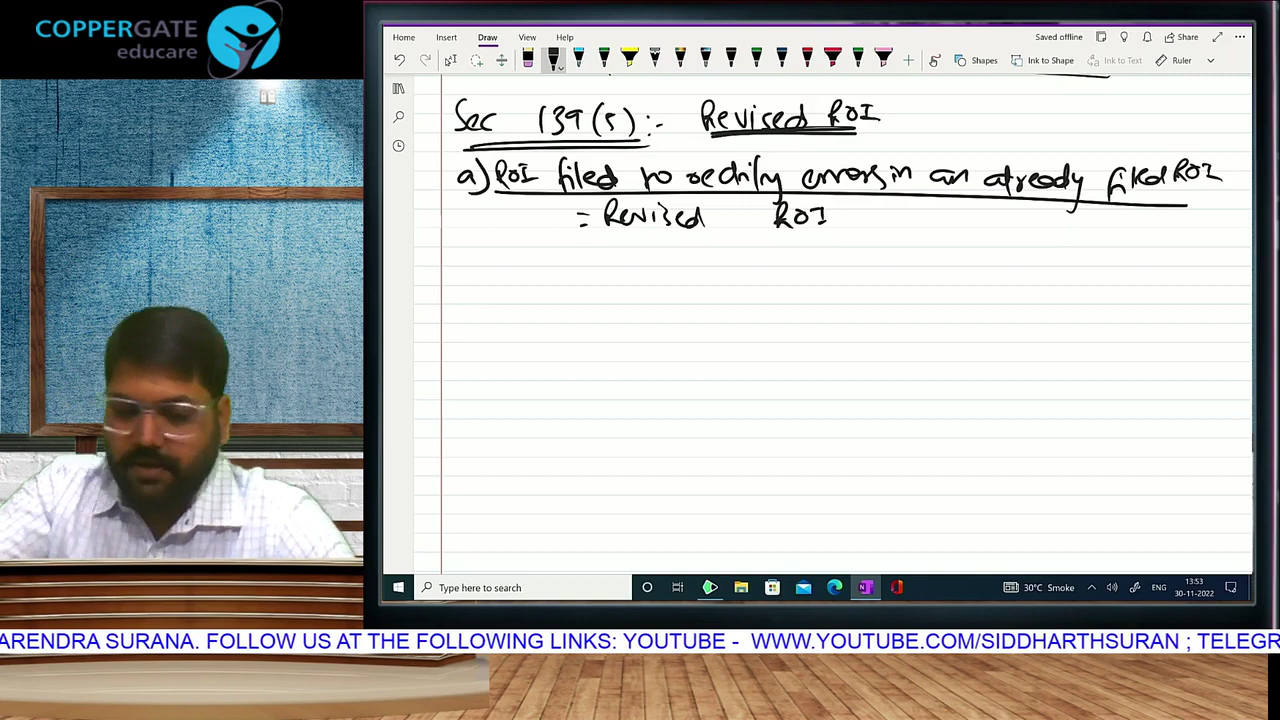 COPPERGATE
educare
Home Insert Draw View Help
Saved offline
Share
Shapes
Ink to Shape
Ink to Text
Ruler
Sec 139(5):- Revised ROI
a) ROI filed to rectify errors in an already filed ROI
= Revised ROI
Type here to search
30°C Smoke
ENG
13:53
30-11-2022
ARENDRA SURANA. FOLLOW US AT THE FOLLOWING LINKS: YOUTUBE - WWW.YOUTUBE.COM/SIDDHARTHSURAN ; TELEGR